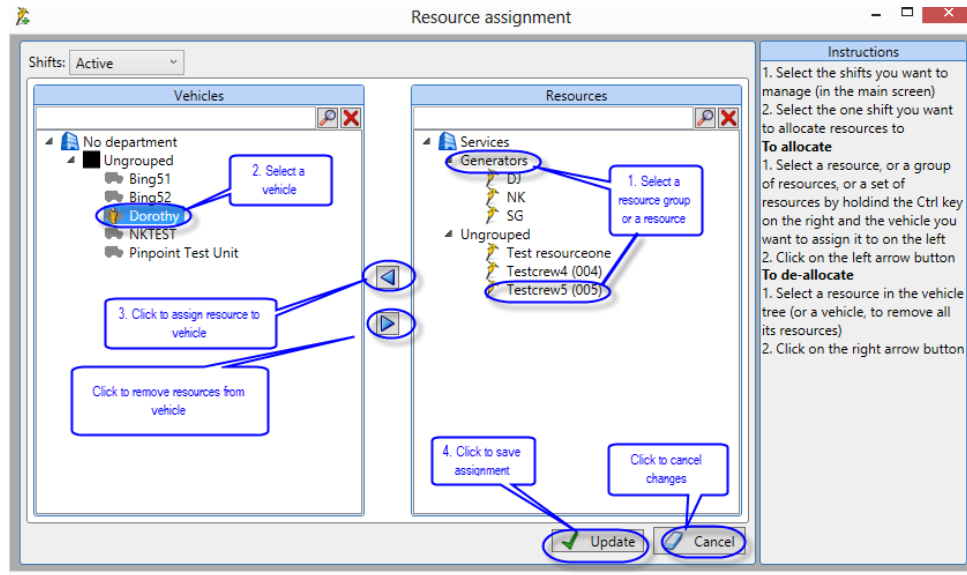 Resource assignment
Shifts: Active
Vehicles
No department
Ungrouped
Bing51
Bing52
Dorothy
NKTEST
Pinpoint Test Unit
2. Select a
vehicle
3. Click to assign resource to
vehicle
Click to remove resources from
vehicle
Resources
Services
Generators
DJ
NK
SG
Ungrouped
Test resourceone
Testcrew4 (004)
Testcrew5 (005)
1. Select a
resource group
or a resource
4. Click to save
assignment
Click to cancel
changes
Update
Cancel
Instructions
1. Select the shifts you want to
manage (in the main screen)
2. Select the one shift you want
to allocate resources to
To allocate
1. Select a resource, or a group
of resources, or a set of
resources by holdind the Ctrl key
on the right and the vehicle you
want to assign it to on the left
2. Click on the left arrow button
To de-allocate
1. Select a resource in the vehicle
tree (or a vehicle, to remove all
its resources)
2. Click on the right arrow button